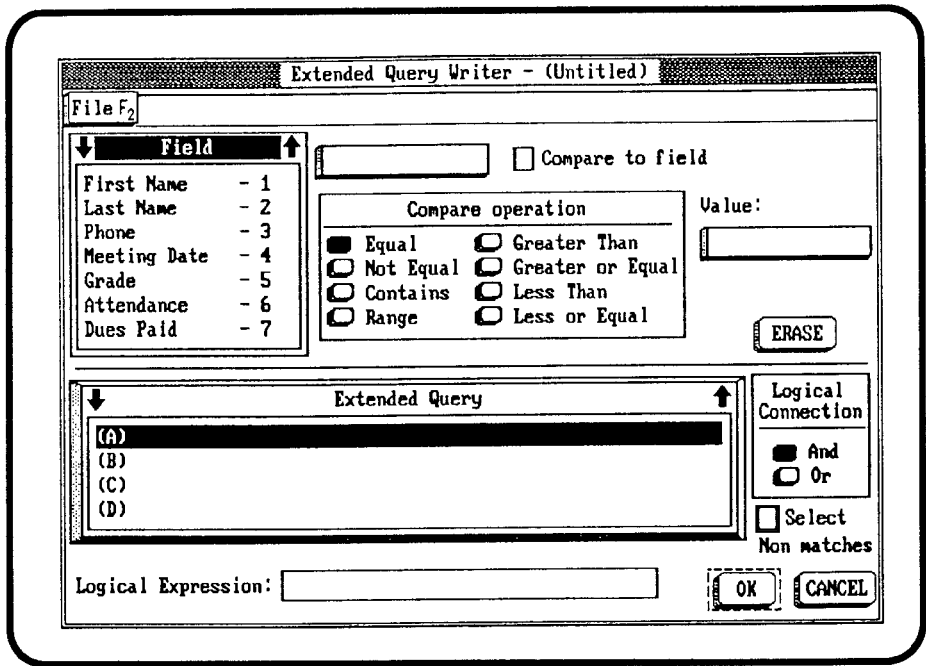 Extended Query Writer - (Untitled)
File F2
Field
First Name - 1
Last Name - 2
Phone - 3
Meeting Date - 4
Grade - 5
Attendance - 6
Dues Paid - 7
Compare to field
Compare operation
Equal
Not Equal
Contains
Range
Greater Than
Greater or Equal
Less Than
Less or Equal
Value:
ERASE
Extended Query
(A)
(B)
(C)
(D)
Logical
Connection
And
Or
Select
Non matches
Logical Expression:
OK
CANCEL